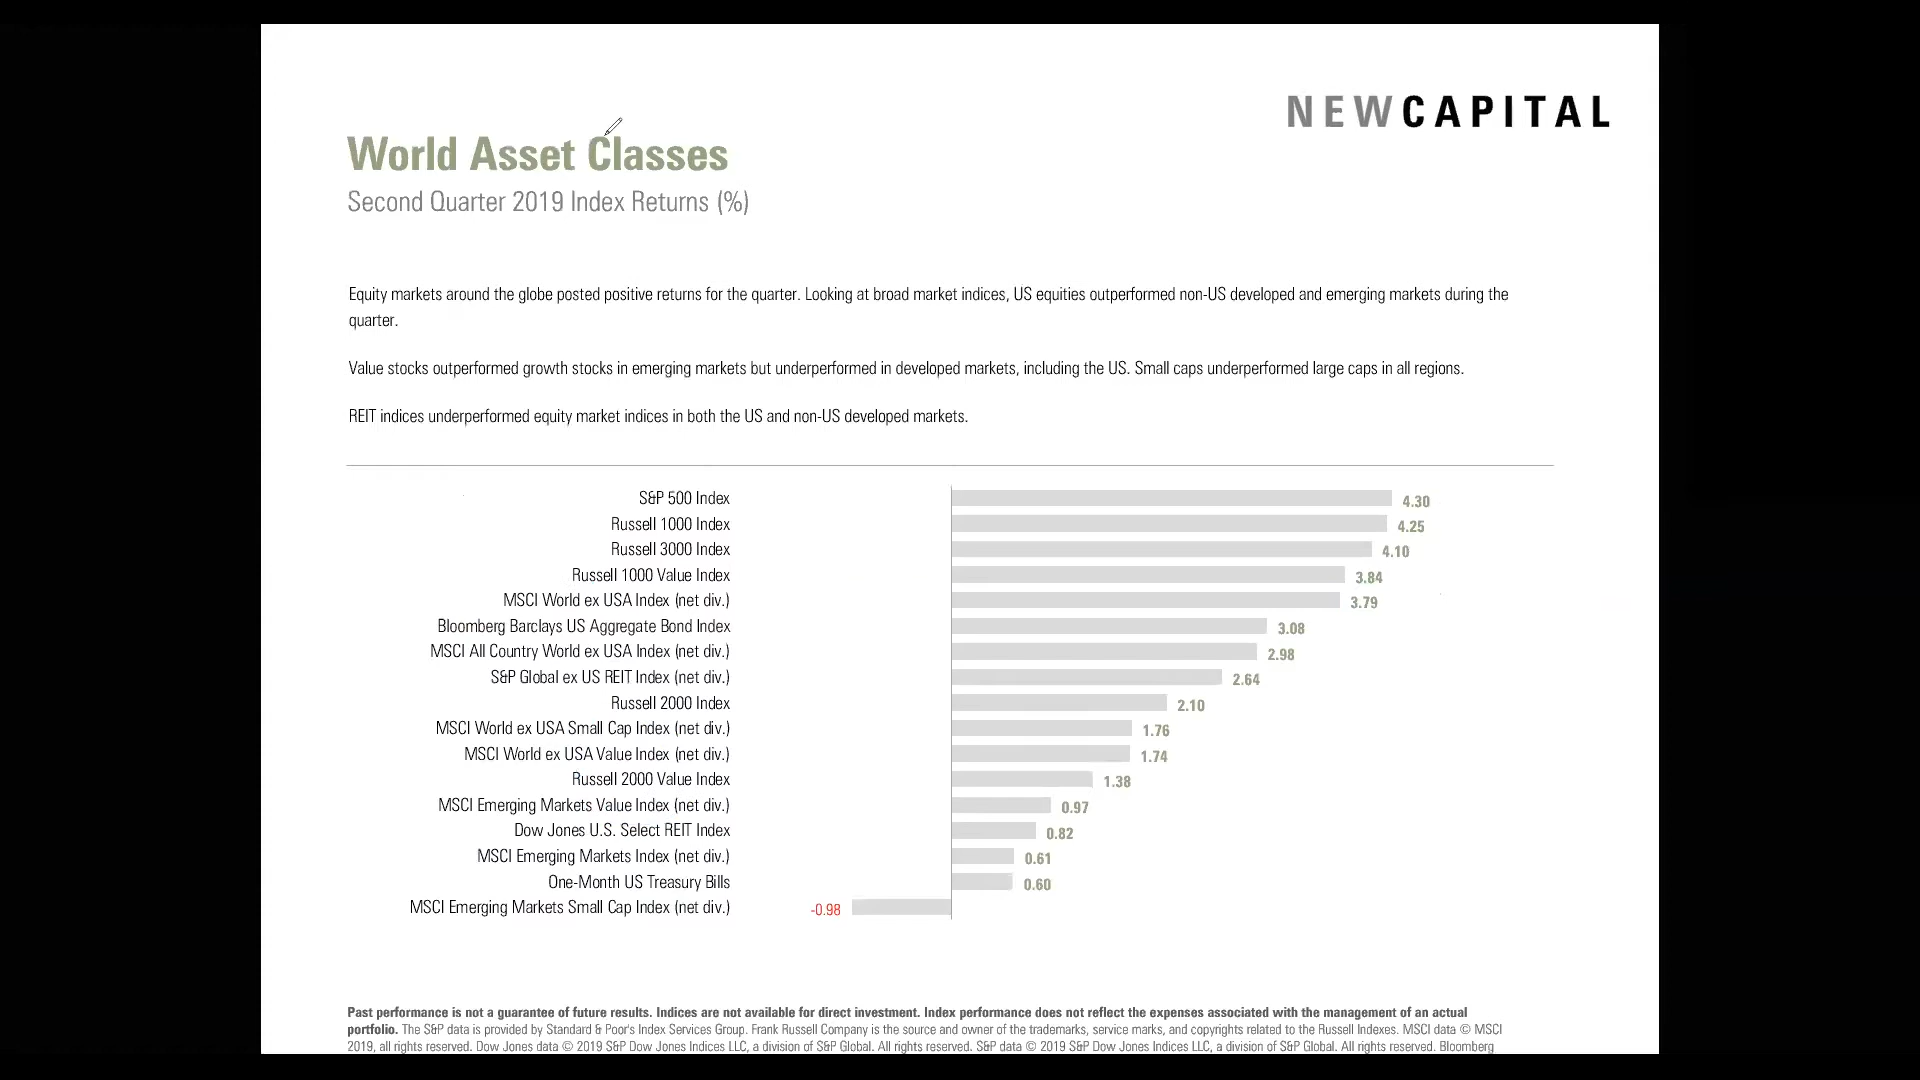 NEWCAPITAL
World Asset Classes
Second Quarter 2019 Index Returns (%)
Equity markets around the globe posted positive returns for the quarter. Looking at broad market indices, US equities outperformed non-US developed and emerging markets during the
quarter.
Value stocks outperformed growth stocks in emerging markets but underperformed in developed markets, including the US. Small caps underperformed large caps in all regions.
REIT indices underperformed equity market indices in both the US and non-US developed markets.
S&P 500 Index 4.30
Russell 1000 Index 4.25
Russell 3000 Index 4.10
Russell 1000 Value Index 3.84
MSCI World ex USA Index (net div.) 3.79
Bloomberg Barclays US Aggregate Bond Index 3.08
MSCI All Country World ex USA Index (net div.) 2.98
S&P Global ex US REIT Index (net div.) 2.64
Russell 2000 Index 2.10
MSCI World ex USA Small Cap Index (net div.) 1.76
MSCI World ex USA Value Index (net div.) 1.74
Russell 2000 Value Index 1.38
MSCI Emerging Markets Value Index (net div.) 0.97
Dow Jones U.S. Select REIT Index 0.82
MSCI Emerging Markets Index (net div.) 0.61
One-Month US Treasury Bills 0.60
MSCI Emerging Markets Small Cap Index (net div.) -0.98
Past performance is not a guarantee of future results. Indices are not available for direct investment. Index performance does not reflect the expenses associated with the management of an actual
portfolio. The S&P data is provided by Standard & Poor's Index Services Group. Frank Russell Company is the source and owner of the trademarks, service marks, and copyrights related to the Russell Indexes. MSCI data © MSCI
2019, all rights reserved. Dow Jones data © 2019 S&P Dow Jones Indices LLC, a division of S&P Global. All rights reserved. S&P data © 2019 S&P Dow Jones Indices LLC, a division of S&P Global. All rights reserved. Bloomberg